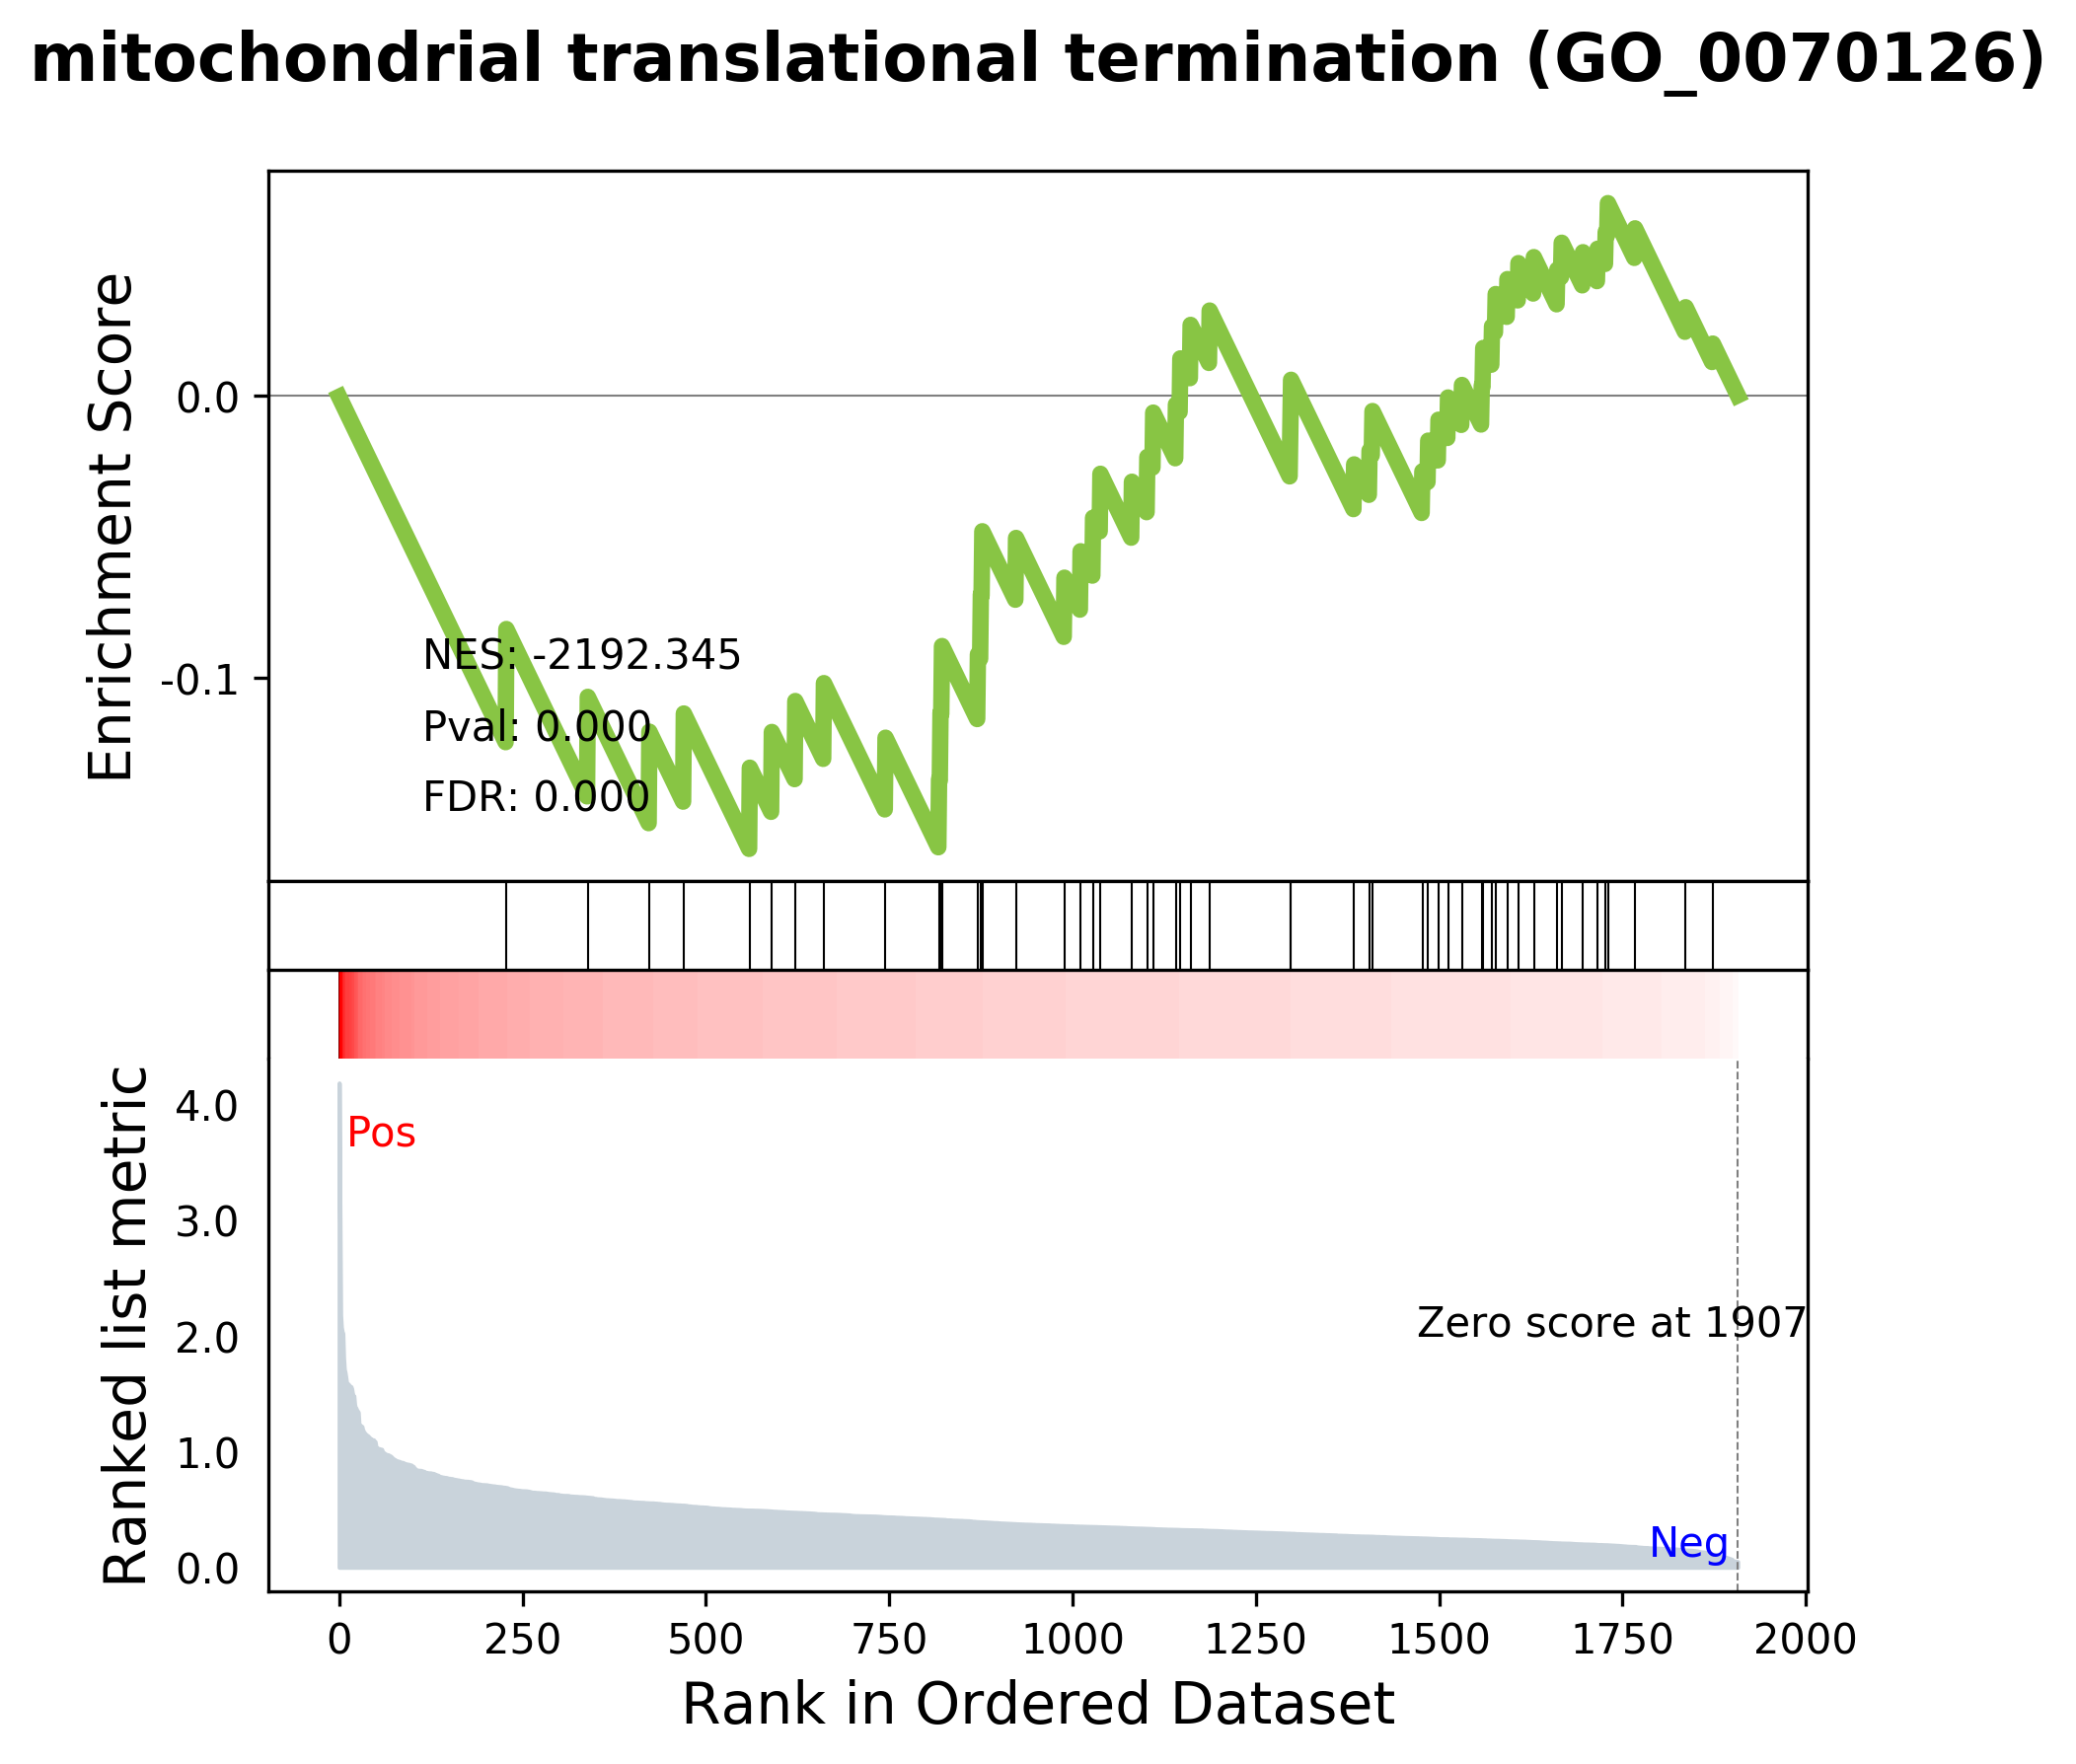 mitochondrial translational termination (GO_0070126)
Enrichment Score
0.0
-0.1
NES: -2192.345
Pval: 0.000
FDR: 0.000
Ranked list metric
4.0
3.0
2.0
1.0
0.0
Pos
Zero score at 1907
Neg
0 250 500 750 1000 1250 1500 1750 2000
Rank in Ordered Dataset